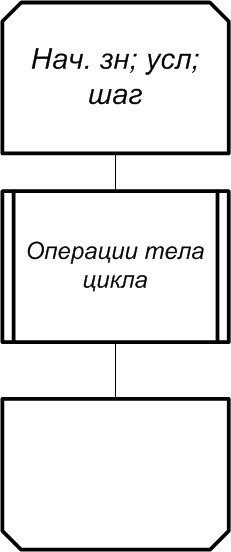 Нач. зн; усл;
шаг
Операции тела
цикла